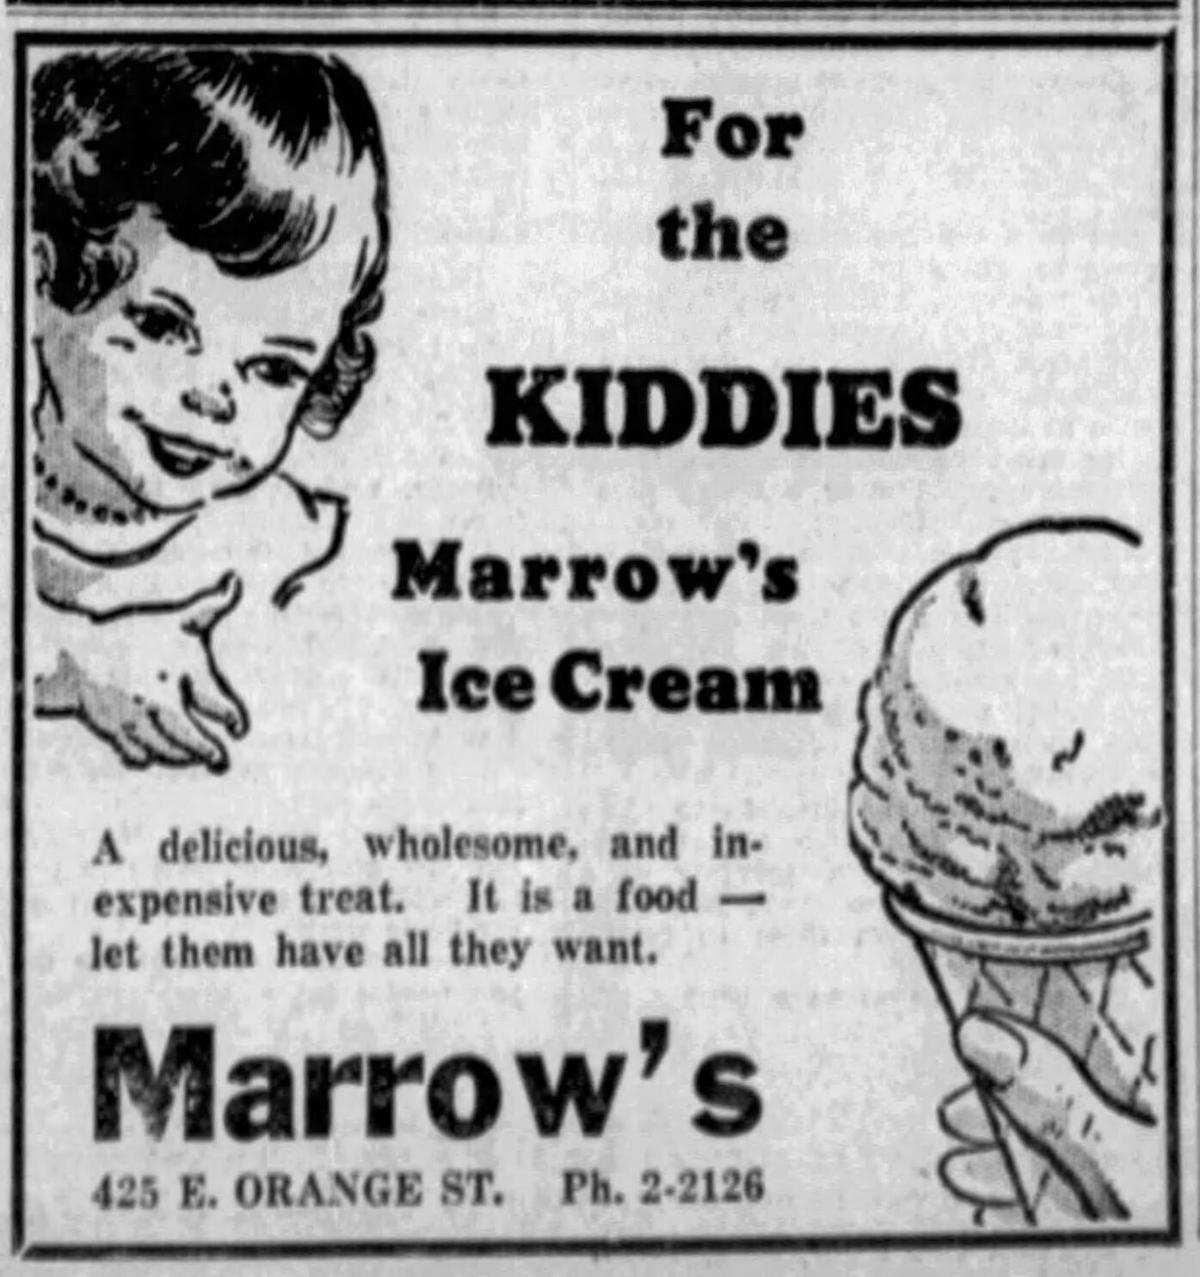 For
the
KIDDIES
Marrow's
Ice Cream
A delicious, wholesome, and in-
expensive treat. It is a food —
let them have all they want.
Marrow's
425 E. ORANGE ST. Ph. 2-2126